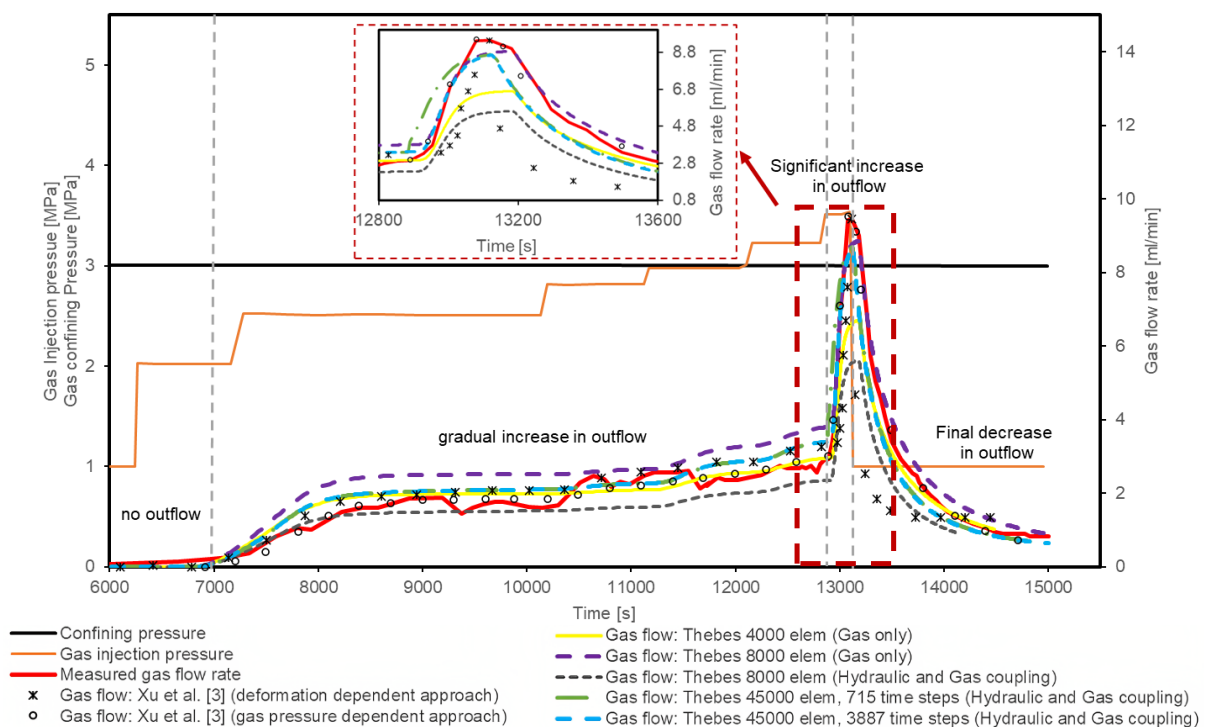 5
4
3
2
1
0
Gas Injection pressue [MPa]
Gas confining Pressure [MPa]
14
12
10
8
6
4
2
0
Gas flow rate [ml/min]
8.8
6.8
4.8
2.8
0.8
Gas flow rate [ml/min]
12800
13200
13600
Time [s]
Significant increase
in outflow
gradual increase in outflow
Final decrease
in outflow
no outflow
6000
7000
8000
9000
10000
11000
12000
13000
14000
15000
Time [s]
Confining pressure
Gas injection pressure
Measured gas flow rate
Gas flow: Xu et al. [3] (deformation dependent approach)
Gas flow: Xu et al. [3] (gas pressure dependent approach)
Gas flow: Thebes 4000 elem (Gas only)
Gas flow: Thebes 8000 elem (Gas only)
Gas flow: Thebes 8000 elem (Hydraulic and Gas coupling)
Gas flow: Thebes 45000 elem, 715 time steps (Hydraulic and Gas coupling)
Gas flow: Thebes 45000 elem, 3887 time steps (Hydraulic and Gas coupling)